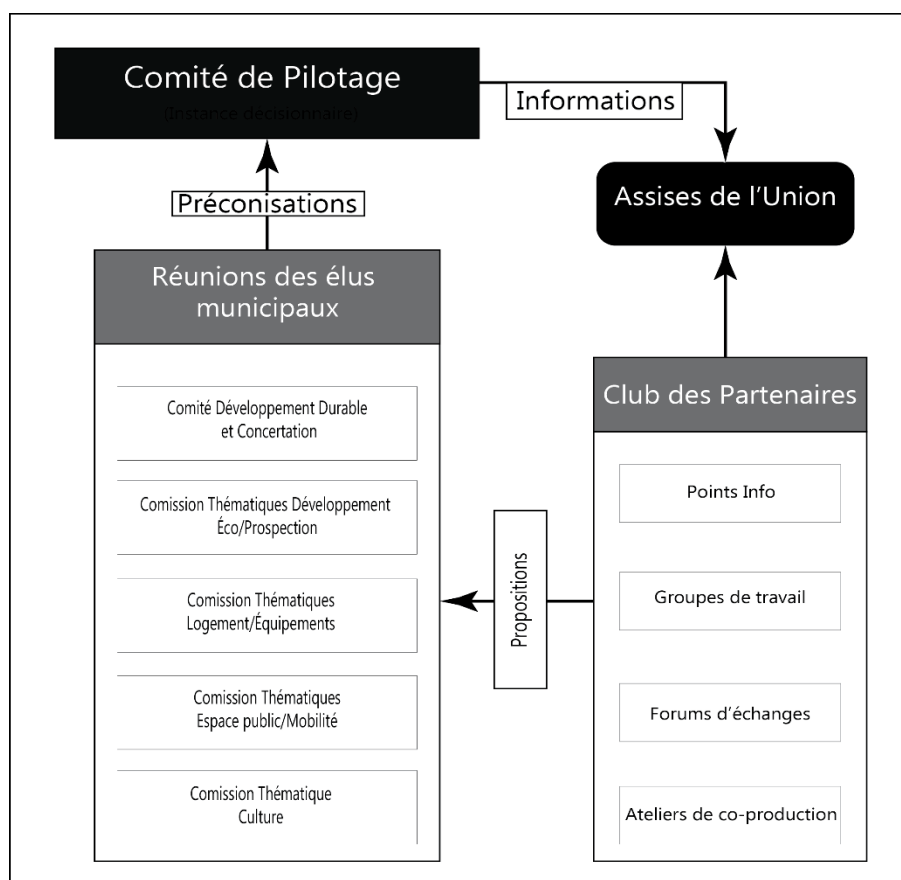 Comité de Pilotage
(Instance décisionnaire)
Informations
Assises de l'Union
Préconisations
Réunions des élus
municipaux
Comité Développement Durable
et Concertation
Comission Thématiques Développement
Éco/Prospection
Comission Thématiques
Logement/Équipements
Comission Thématiques
Espace public/Mobilité
Comission Thématique
Culture
Propositions
Club des Partenaires
Points Info
Groupes de travail
Forums d'échanges
Ateliers de co-production